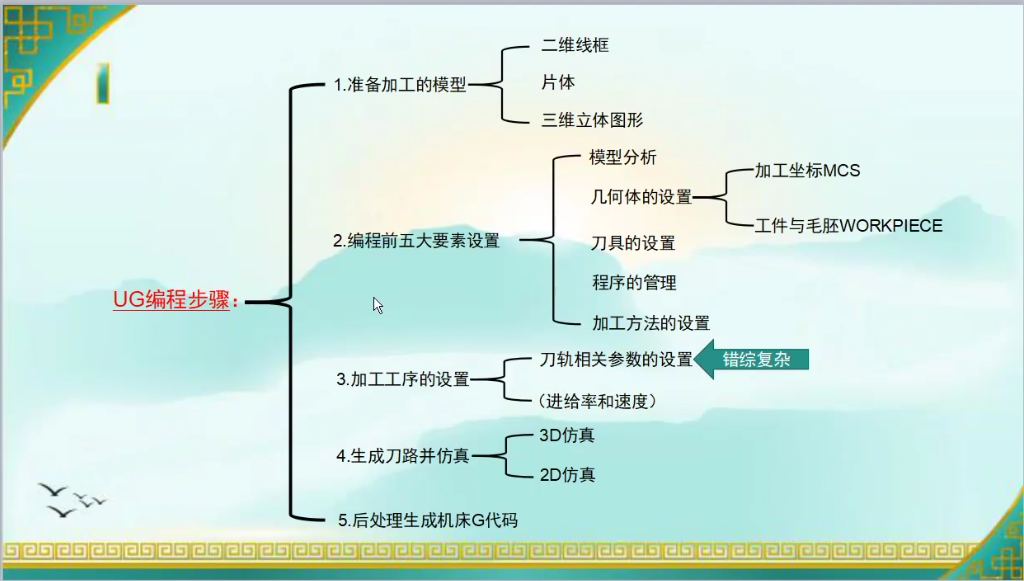 UG编程步骤：
1.准备加工的模型
二维线框
片体
三维立体图形
2.编程前五大要素设置
模型分析
几何体的设置
加工坐标MCS
工件与毛胚WORKPIECE
刀具的设置
程序的管理
加工方法的设置
3.加工工序的设置
刀轨相关参数的设置
错综复杂
（进给率和速度）
4.生成刀路并仿真
3D仿真
2D仿真
5.后处理生成机床G代码